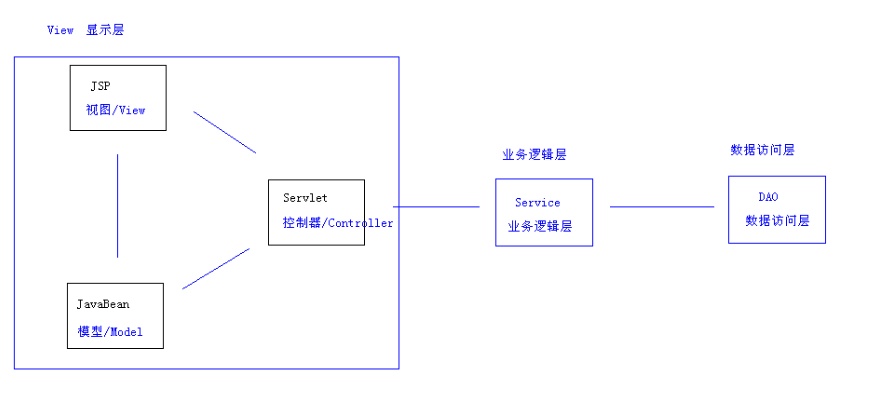 View 显示层
JSP
视图/View
业务逻辑层
数据访问层
Servlet
控制器/Controller
Service
业务逻辑层
DAO
数据访问层
JavaBean
模型/Model